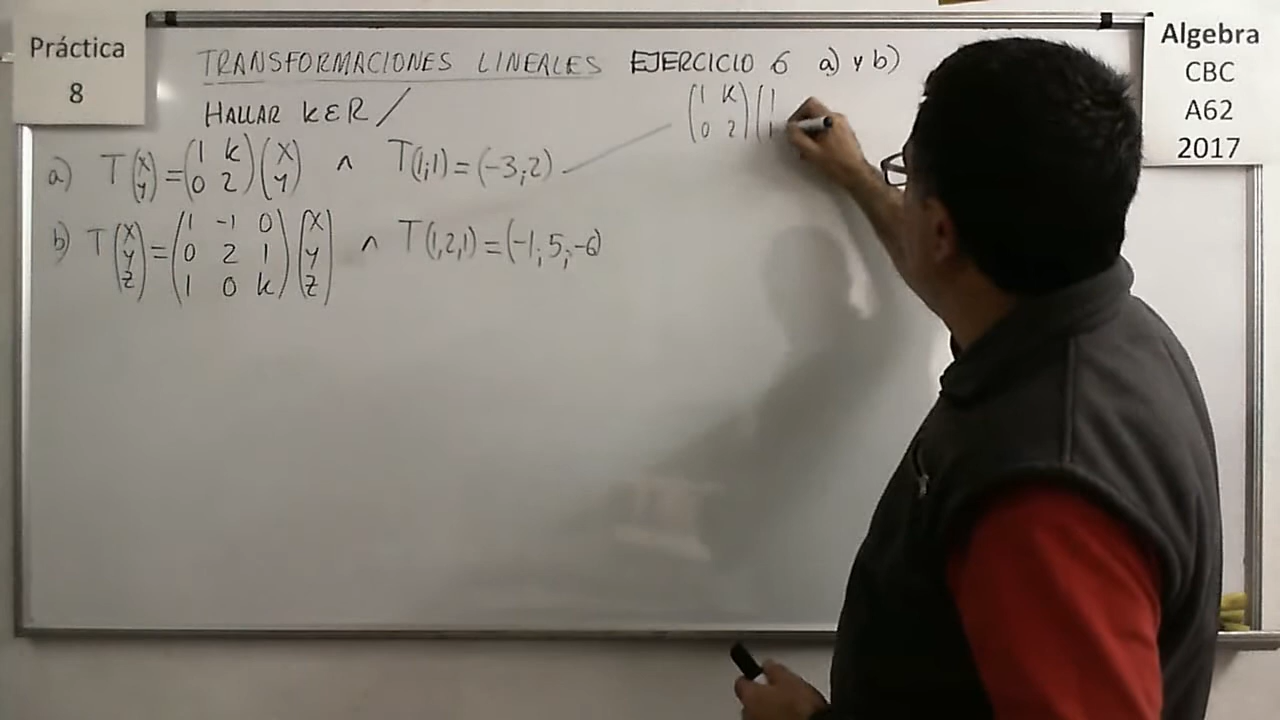 Práctica
8
TRANSFORMACIONES LINEALES EJERCICIO 6 a) y b)
HALLAR k∈R /
a) T(x y) = (1 k 0 2)(x y) ∧ T(1;1)=(-3;2)
(1 k 0 2)(1 1
b) T(x y z) = (1 -1 0 0 2 1 1 0 k)(x y z) ∧ T(1,2,1)=(-1;5;-6)
Algebra
CBC
A62
2017